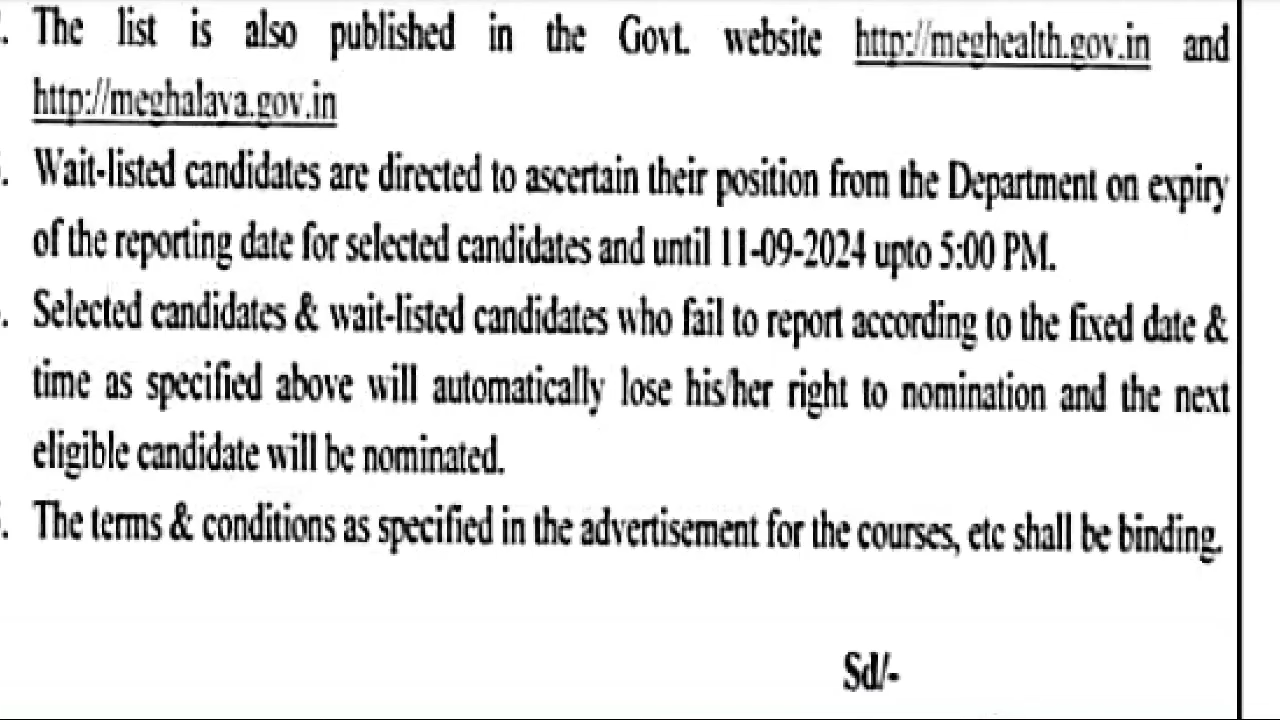 . The list is also published in the Govt. website http://meghealth.gov.in and
http://meghalaya.gov.in
. Wait-listed candidates are directed to ascertain their position from the Department on expiry
of the reporting date for selected candidates and until 11-09-2024 upto 5:00 PM.
. Selected candidates & wait-listed candidates who fail to report according to the fixed date &
time as specified above will automatically lose his/her right to nomination and the next
eligible candidate will be nominated.
. The terms & conditions as specified in the advertisement for the courses, etc shall be binding.
Sd/-